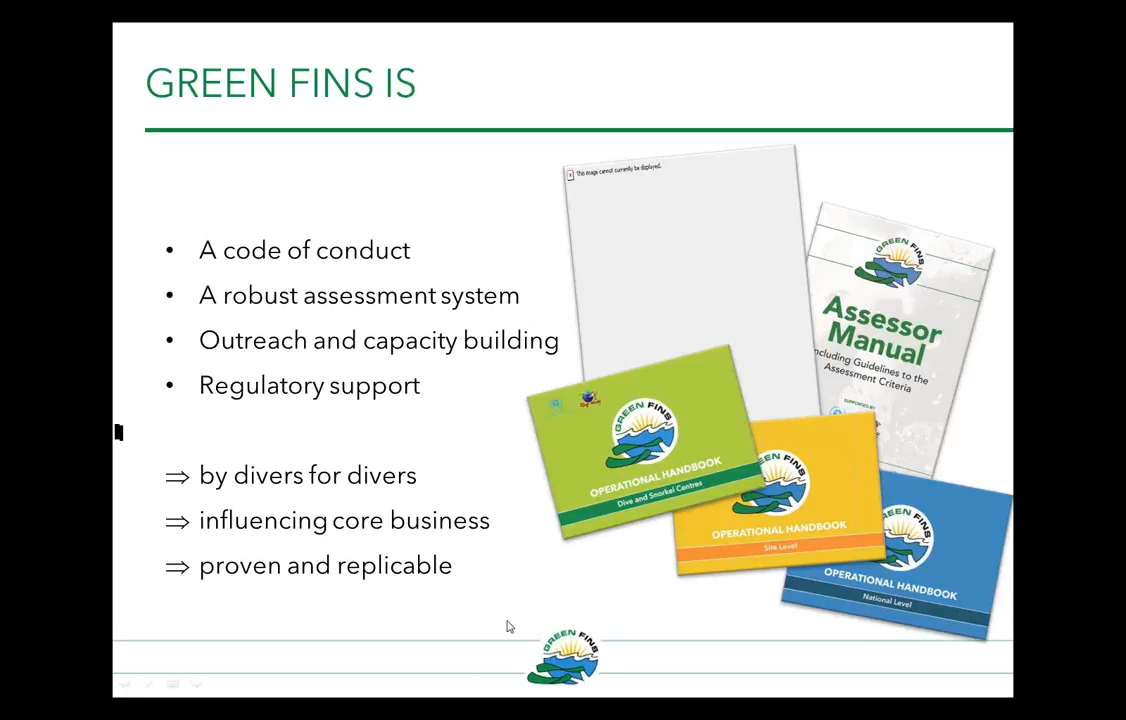 GREEN FINS IS
• A code of conduct
• A robust assessment system
• Outreach and capacity building
• Regulatory support
⇒ by divers for divers
⇒ influencing core business
⇒ proven and replicable
This image cannot currently be displayed.
GREEN FINS
Assessor
Manual
Including Guidelines to the
Assessment Criteria
SUPPORTED BY
GREEN FINS
OPERATIONAL HANDBOOK
Dive and Snorkel Centres
GREEN FINS
OPERATIONAL HANDBOOK
Site Level
GREEN FINS
OPERATIONAL HANDBOOK
National Level
GREEN FINS